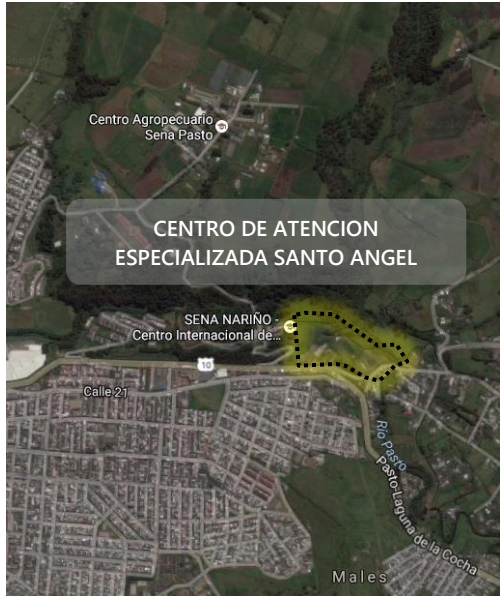 Centro Agropecuario
Sena Pasto
CENTRO DE ATENCION
ESPECIALIZADA SANTO ANGEL
SENA NARIÑO -
Centro Internacional de...
10
Calle 21
Río Pasto
Pasto-Laguna de la Cocha
Males